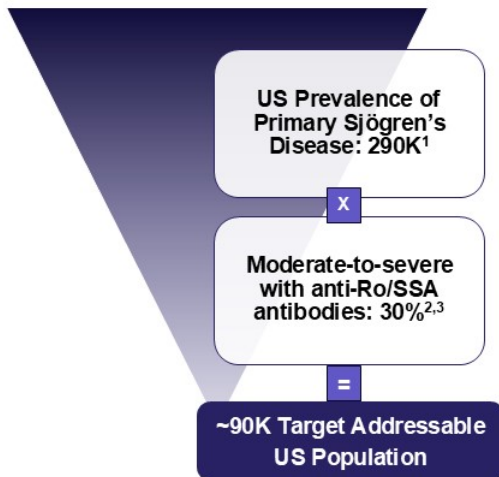 US Prevalence of
Primary Sjögren's
Disease: 290K¹
x
Moderate-to-severe
with anti-Ro/SSA
antibodies: 30%²,³
=
~90K Target Addressable
US Population